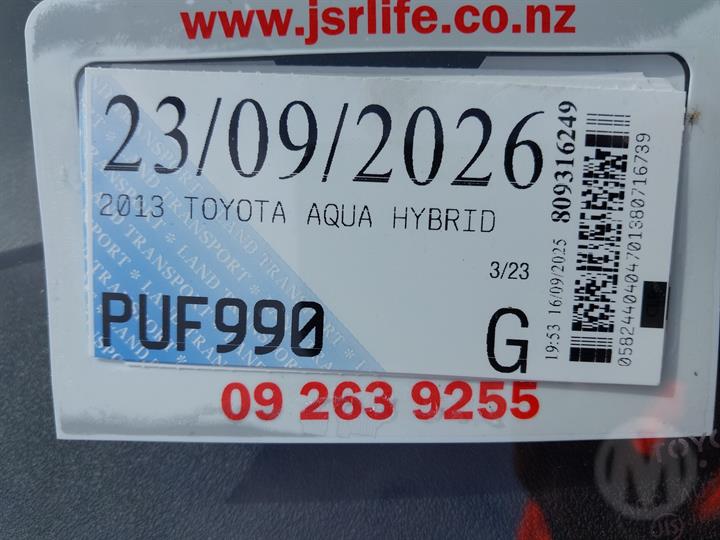 www.jsrlife.co.nz
23/09/2026
2013 TOYOTA AQUA HYBRID
3/23
PUF990
G
19:53 16/09/2025 809316249
0582440404701380716739
09 263 9255